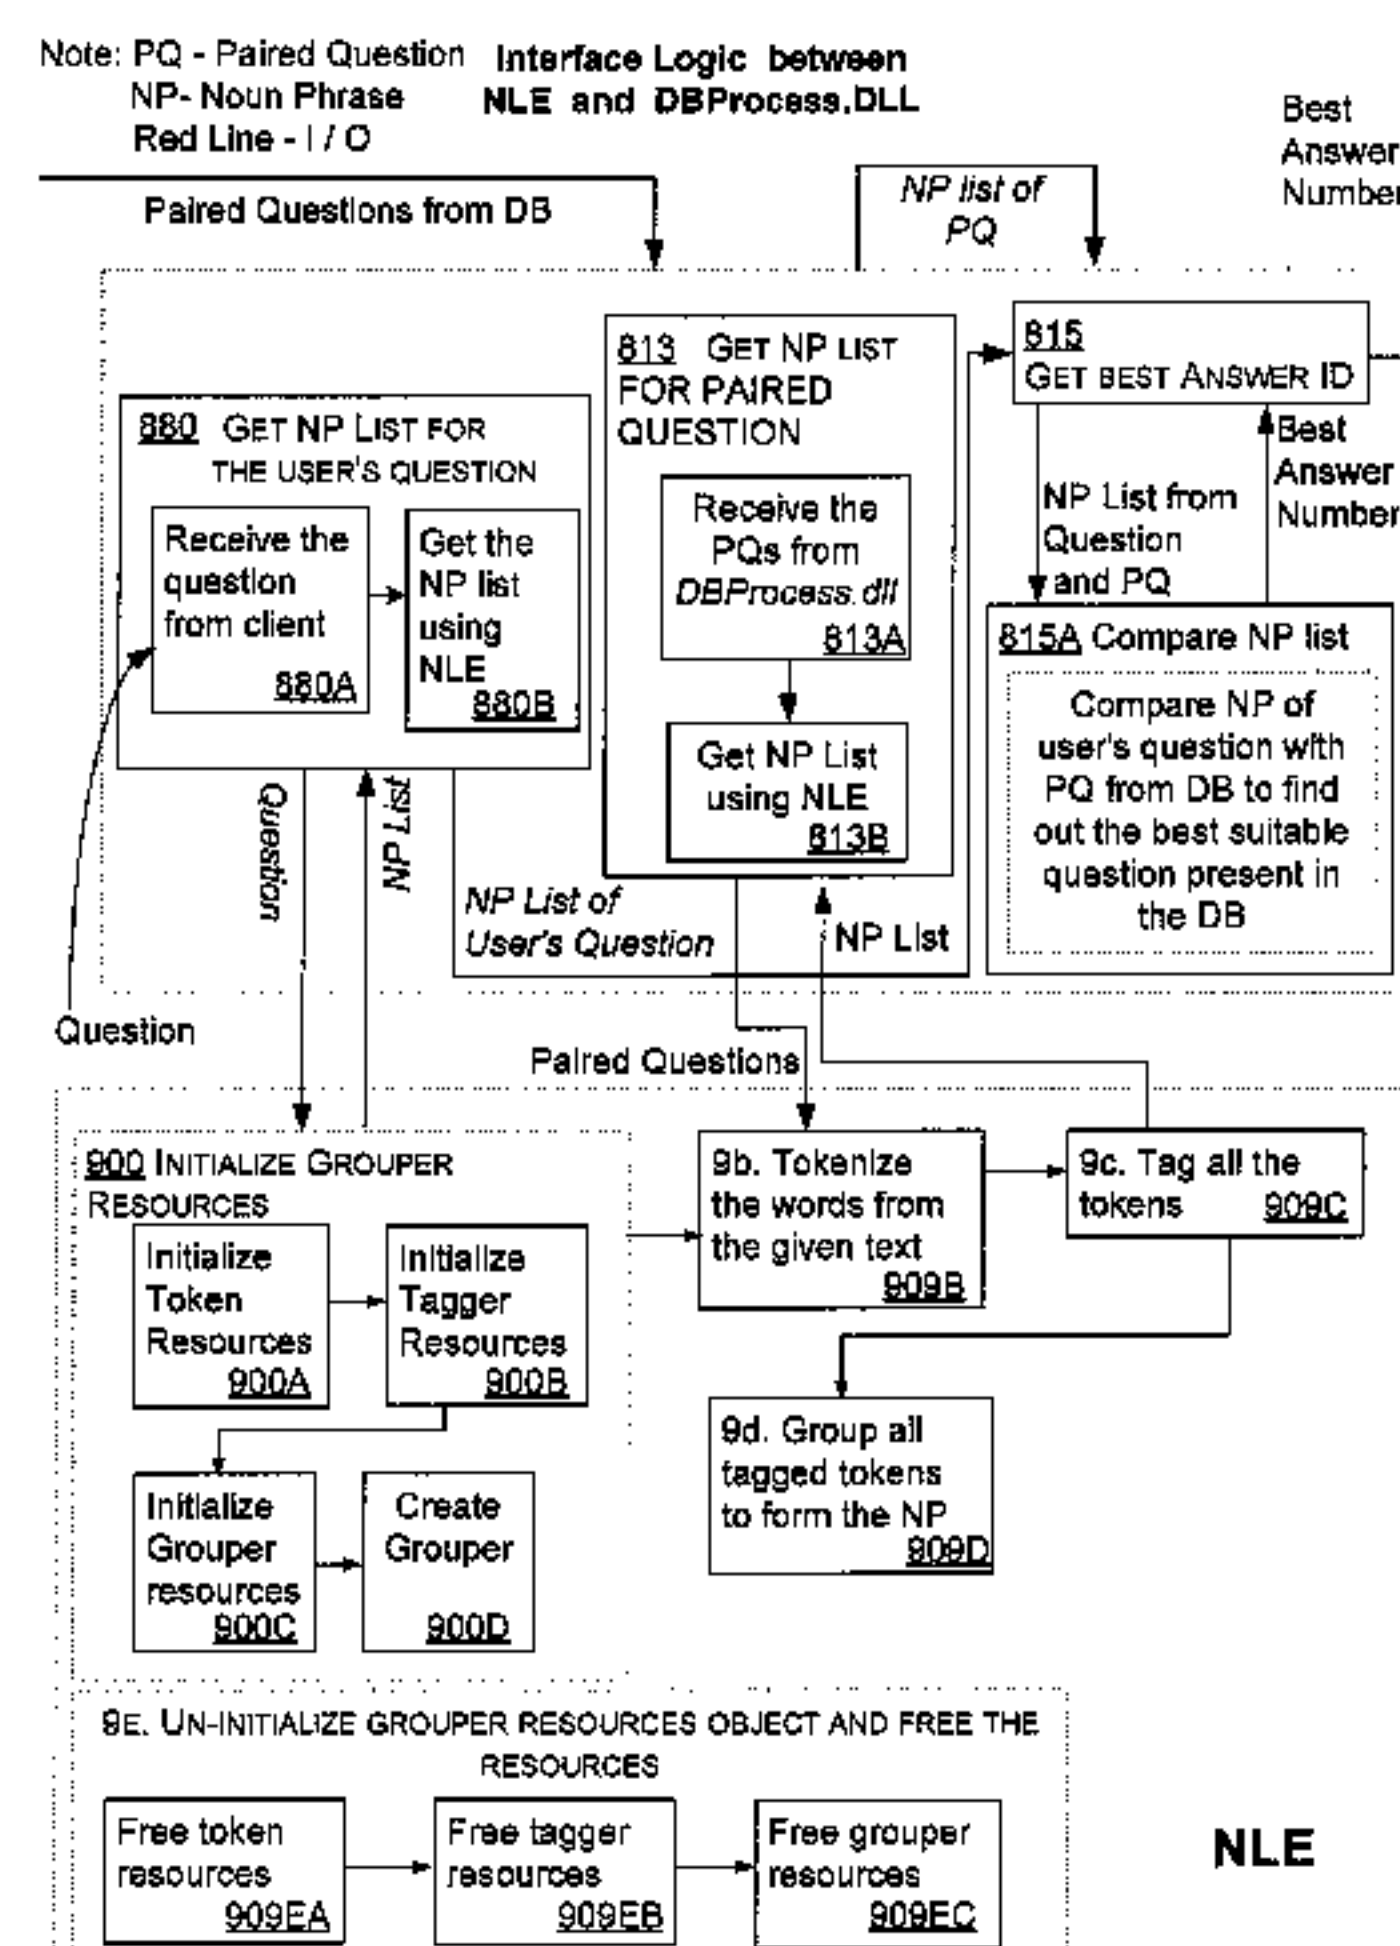 Note: PQ - Paired Question
NP- Noun Phrase
Red Line - I / O
Interface Logic between
NLE and DBProcess.DLL
Best
Answer
Number
Paired Questions from DB
NP list of
PQ
880 GET NP LIST FOR
THE USER'S QUESTION
Receive the
question
from client
880A
Get the
NP list
using
NLE
880B
813 GET NP LIST
FOR PAIRED
QUESTION
Receive the
PQs from
DBProcess.dll
813A
Get NP List
using NLE
813B
815
GET BEST ANSWER ID
NP List from
Question
and PQ
Best
Answer
Number
815A Compare NP list
Compare NP of
user's question with
PQ from DB to find
out the best suitable
question present in
the DB
Question
NP List
NP List of
User's Question
NP List
Question
Paired Questions
900 INITIALIZE GROUPER
RESOURCES
Initialize
Token
Resources
900A
Initialize
Tagger
Resources
900B
Initialize
Grouper
resources
900C
Create
Grouper
900D
9b. Tokenize
the words from
the given text
909B
9c. Tag all the
tokens 909C
9d. Group all
tagged tokens
to form the NP
909D
9E. UN-INITIALIZE GROUPER RESOURCES OBJECT AND FREE THE
RESOURCES
Free token
resources
909EA
Free tagger
resources
909EB
Free grouper
resources
909EC
NLE